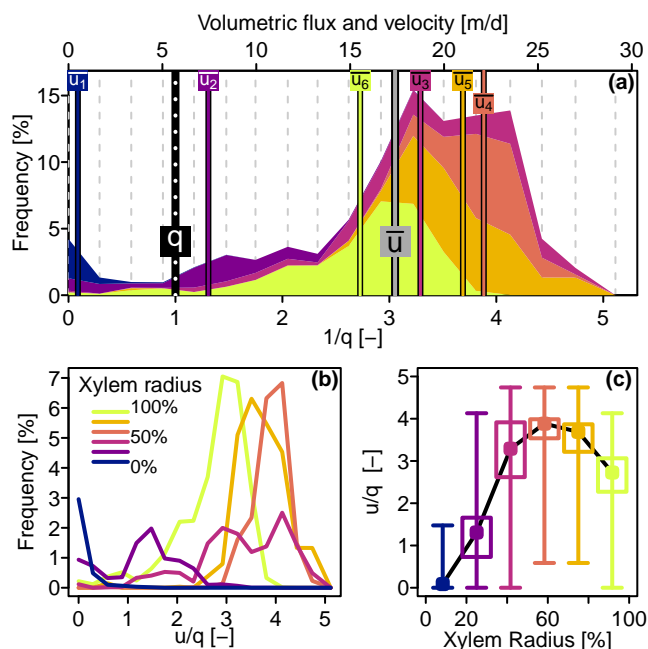 Volumetric flux and velocity [m/d]
0 5 10 15 20 25 30
u1 u2 u6 u3 u5 u4 (a)
15
10
5
0
Frequency [%]
q u
0 1 2 3 4 5
1/q [–]
(b)
7
6
5
4
3
2
1
0
Frequency [%]
Xylem radius
100%
50%
0%
0 1 2 3 4 5
u/q [–]
(c)
5
4
3
2
1
0
u/q [–]
0 20 40 60 80 100
Xylem Radius [%]